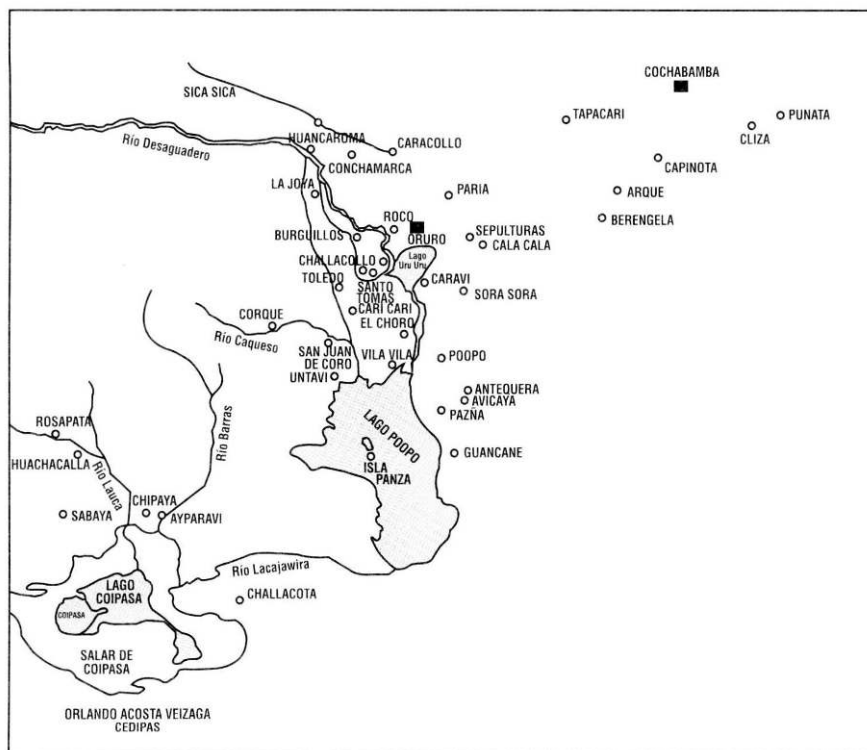 COCHABAMBA
SICA SICA
TAPACARI
PUNATA
CLIZA
Río Desaguadero
HUANCAROMA
CARACOLLO
CONCHAMARCA
CAPINOTA
LA JOYA
PARIA
ARQUE
BERENGELA
ROCO
ORURO
BURGUILLOS
SEPULTURAS
CALA CALA
CHALLACOLLO
Lago
Uru Uru
TOLEDO
SANTO
TOMAS
CARAVI
SORA SORA
CARI CARI
CORQUE
EL CHORO
Río Caqueso
SAN JUAN
DE CORO
VILA VILA
POOPO
UNTAVI
ANTEQUERA
AVICAYA
PAZÑA
LAGO POOPO
ROSAPATA
Río Barras
HUACHACALLA
GUANCANE
ISLA
PANZA
Río Lauca
CHIPAYA
SABAYA
AYPARAVI
Río Lacajawira
LAGO
COIPASA
CHALLACOTA
COIPASA
SALAR DE
COIPASA
ORLANDO ACOSTA VEIZAGA
CEDIPAS